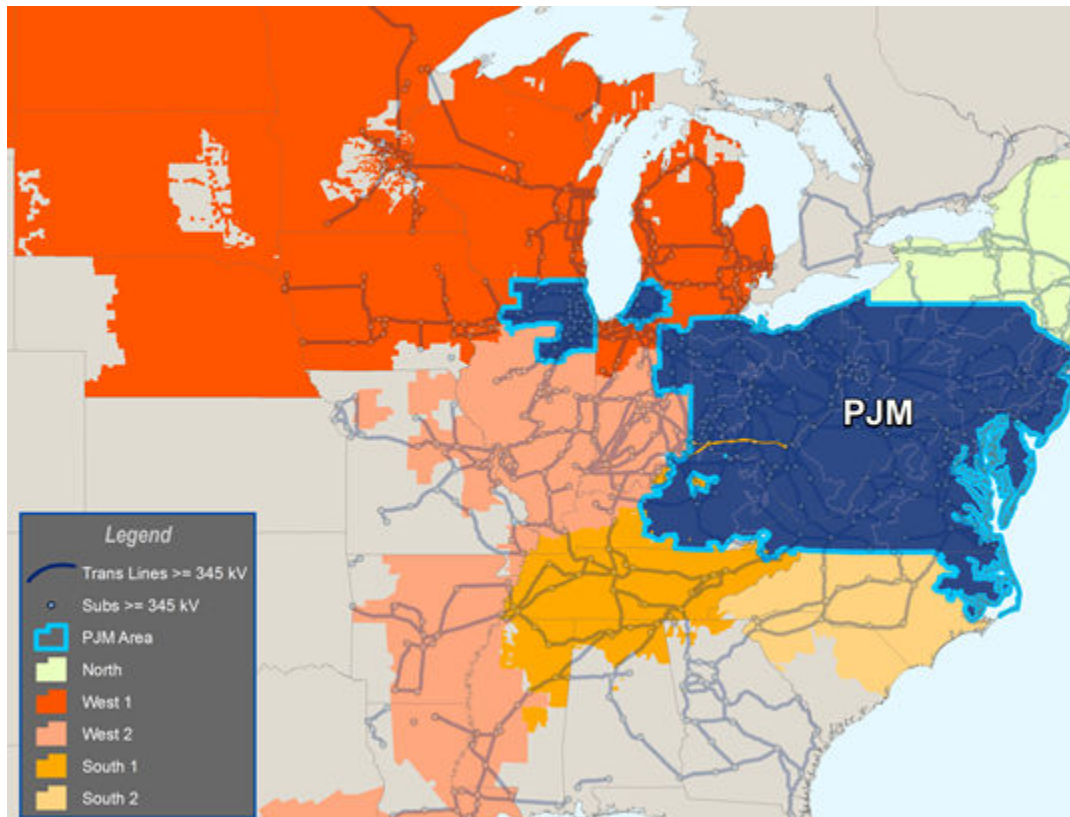 PJM
Legend
Trans Lines >= 345 kV
Subs >= 345 kV
PJM Area
North
West 1
West 2
South 1
South 2